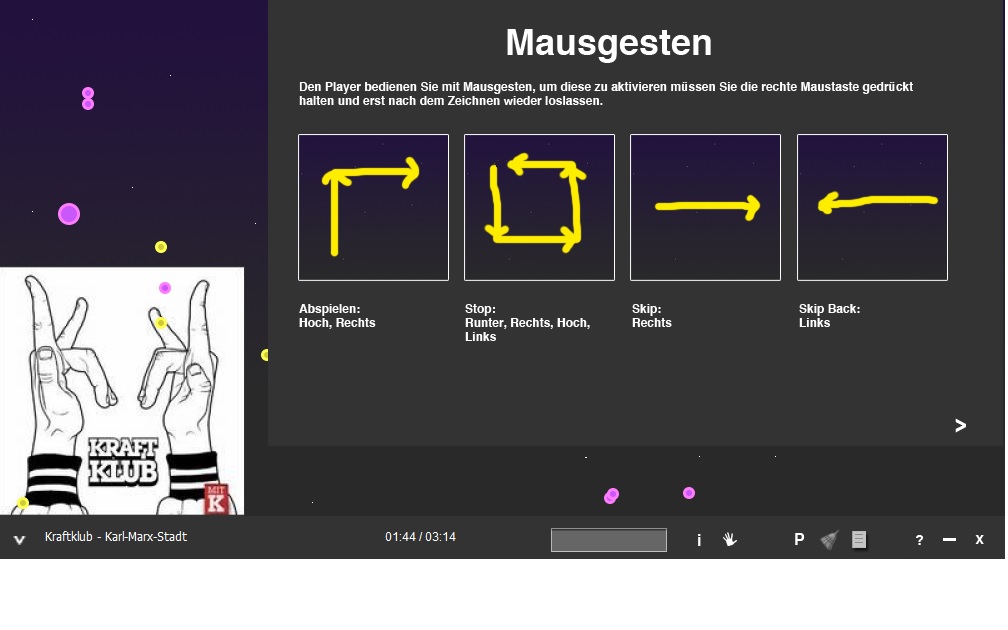 Mausgesten
Den Player bedienen Sie mit Mausgesten, um diese zu aktivieren müssen Sie die rechte Maustaste gedrückt
halten und erst nach dem Zeichnen wieder loslassen.
Abspielen:
Hoch, Rechts
Stop:
Runter, Rechts, Hoch,
Links
Skip:
Rechts
Skip Back:
Links
>
KRAFT
KLUB
MIT
K
v Kraftklub - Karl-Marx-Stadt 01:44 / 03:14 i P ? x